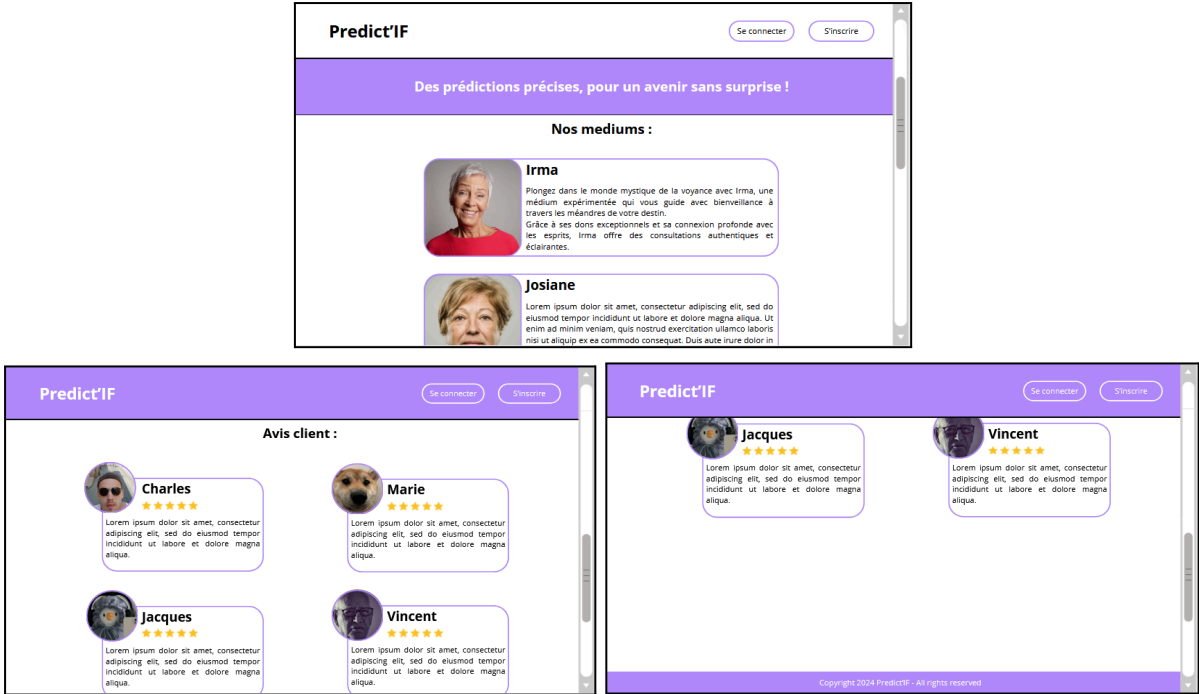 Predict'IF
Se connecter
S'inscrire
Des prédictions précises, pour un avenir sans surprise !
Nos mediums :
Irma
Plongez dans le monde mystique de la voyance avec Irma, une
médium expérimentée qui vous guide avec bienveillance à
travers les méandres de votre destin.
Grâce à ses dons exceptionnels et sa connexion profonde avec
les esprits, Irma offre des consultations authentiques et
éclairantes.
Josiane
Lorem ipsum dolor sit amet, consectetur adipiscing elit, sed do
eiusmod tempor incididunt ut labore et dolore magna aliqua. Ut
enim ad minim veniam, quis nostrud exercitation ullamco laboris
nisi ut aliquip ex ea commodo consequat. Duis aute irure dolor in
Predict'IF
Se connecter
S'inscrire
Avis client :
Charles
Lorem ipsum dolor sit amet, consectetur
adipiscing elit, sed do eiusmod tempor
incididunt ut labore et dolore magna
aliqua.
Marie
Lorem ipsum dolor sit amet, consectetur
adipiscing elit, sed do eiusmod tempor
incididunt ut labore et dolore magna
aliqua.
Jacques
Lorem ipsum dolor sit amet, consectetur
adipiscing elit, sed do eiusmod tempor
incididunt ut labore et dolore magna
aliqua.
Vincent
Lorem ipsum dolor sit amet, consectetur
adipiscing elit, sed do eiusmod tempor
incididunt ut labore et dolore magna
aliqua.
Predict'IF
Se connecter
S'inscrire
Jacques
Lorem ipsum dolor sit amet, consectetur
adipiscing elit, sed do eiusmod tempor
incididunt ut labore et dolore magna
aliqua.
Vincent
Lorem ipsum dolor sit amet, consectetur
adipiscing elit, sed do eiusmod tempor
incididunt ut labore et dolore magna
aliqua.
Copyright 2024 Predict'IF - All rights reserved